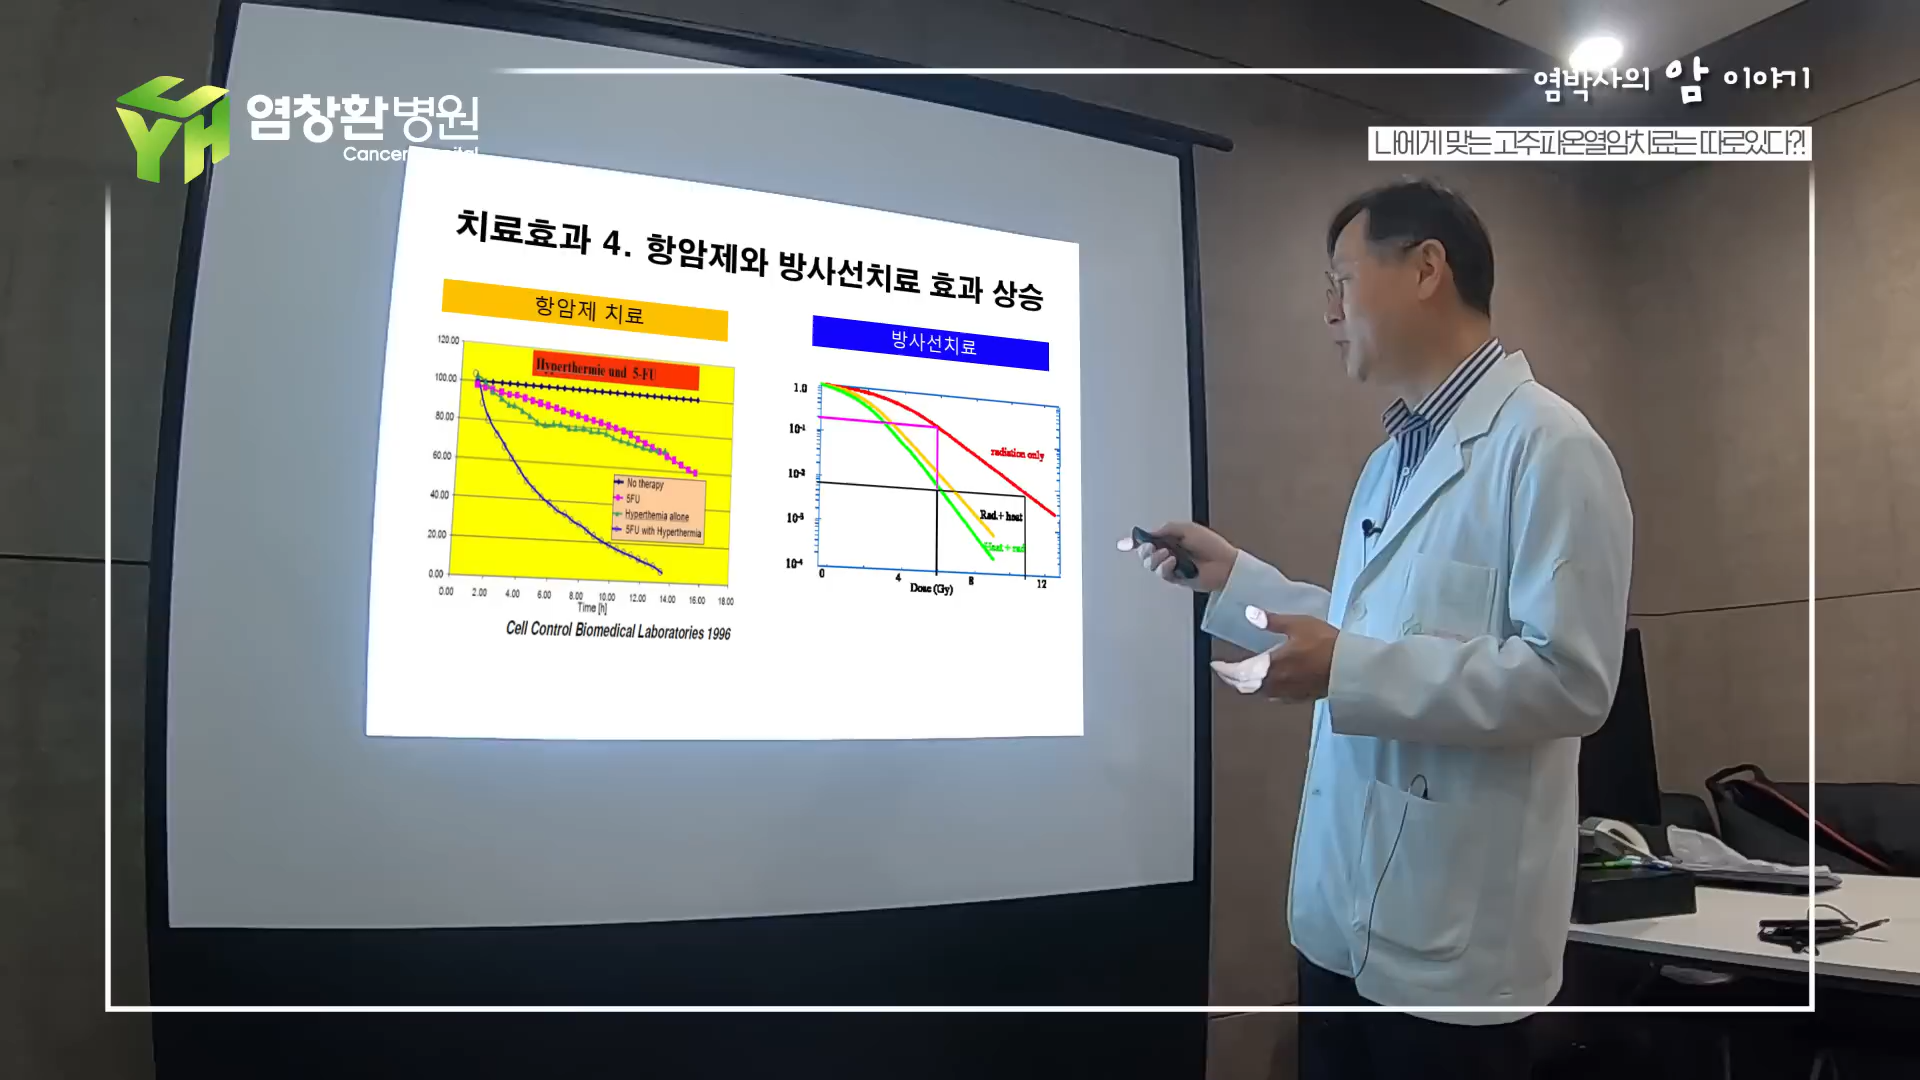 염창환병원
염박사의 암 이야기
나에게 맞는 고주파온열암치료는 따로있다?!
치료효과 4. 항암제와 방사선치료 효과 상승
항암제 치료
Hyperthermie und 5-FU
120.00
100.00
80.00
60.00
40.00
20.00
0.00
0.00 2.00 4.00 6.00 8.00 10.00 12.00 14.00 16.00 18.00
Time [h]
No therapy
5FU
Hyperthemia allone
5FU with Hyperthermia
Cell Control Biomedical Laboratories 1996
방사선치료
1.0
10-1
10-2
10-3
10-4
radiation only
Rad.+ heat
Heat + rad
0 4 8 12
Dose (Gy)